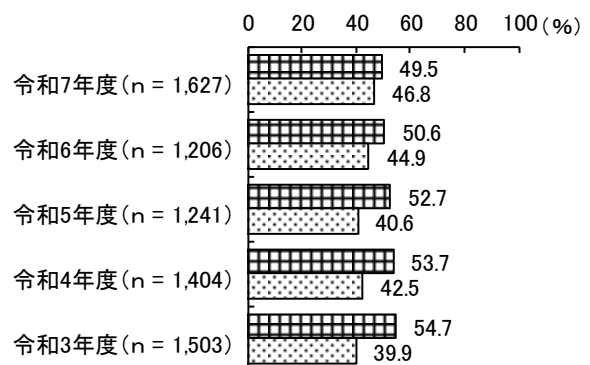 0 20 40 60 80 100(%)
令和7年度(n = 1,627) 49.5
46.8
令和6年度(n = 1,206) 50.6
44.9
令和5年度(n = 1,241) 52.7
40.6
令和4年度(n = 1,404) 53.7
42.5
令和3年度(n = 1,503) 54.7
39.9